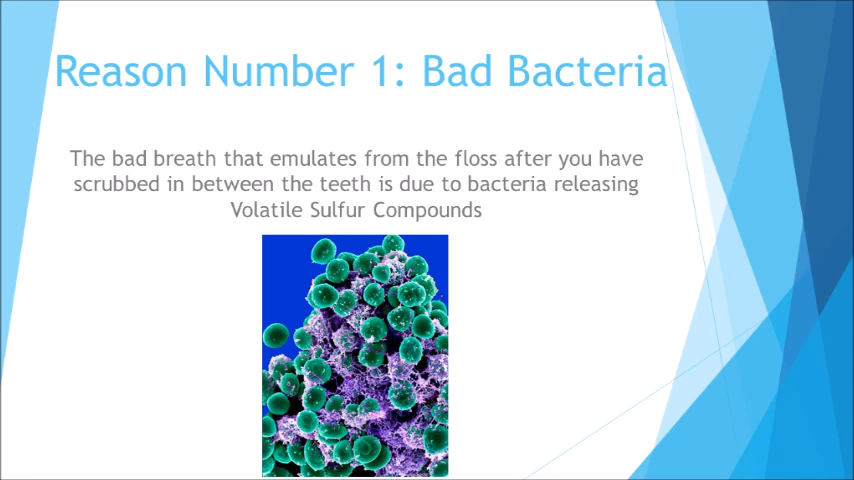 Reason Number 1: Bad Bacteria
The bad breath that emulates from the floss after you have
scrubbed in between the teeth is due to bacteria releasing
Volatile Sulfur Compounds